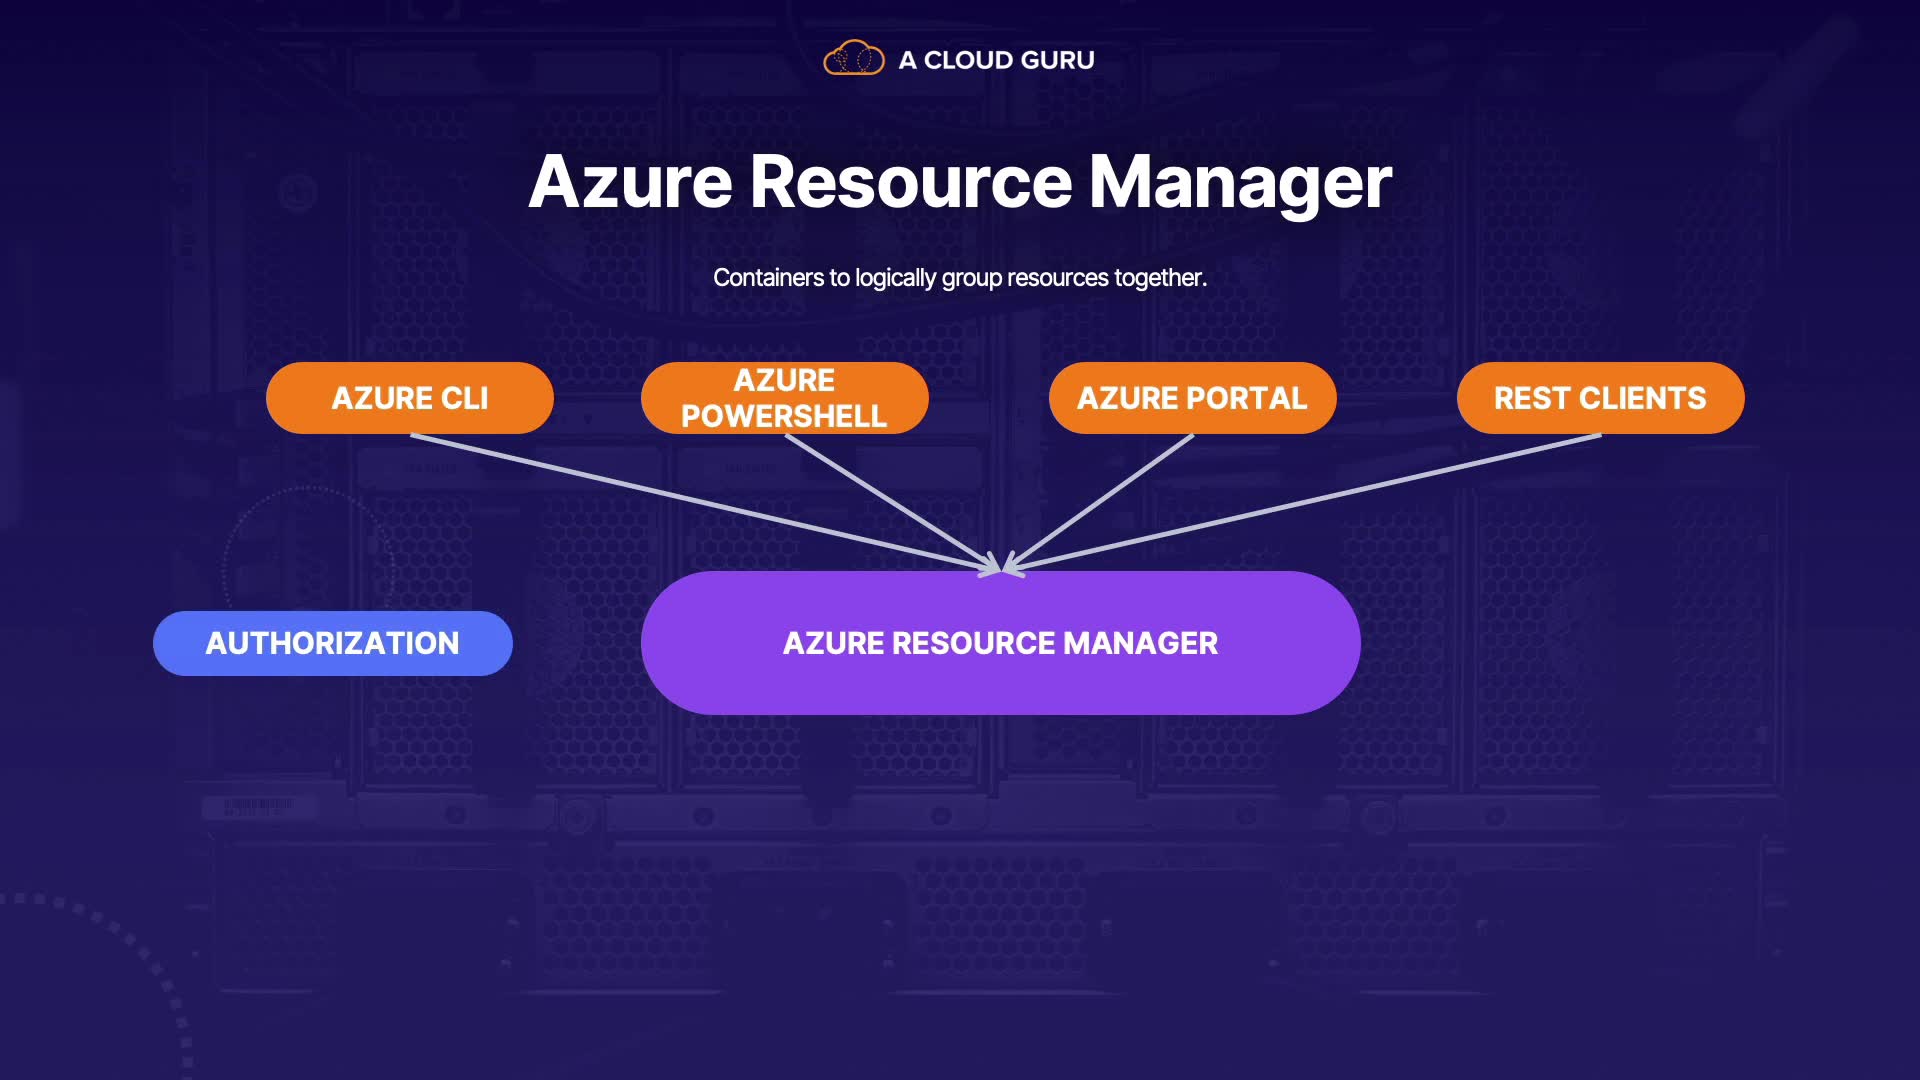 A CLOUD GURU
Azure Resource Manager
Containers to logically group resources together.
AZURE CLI
AZURE
POWERSHELL
AZURE PORTAL
REST CLIENTS
AUTHORIZATION
AZURE RESOURCE MANAGER